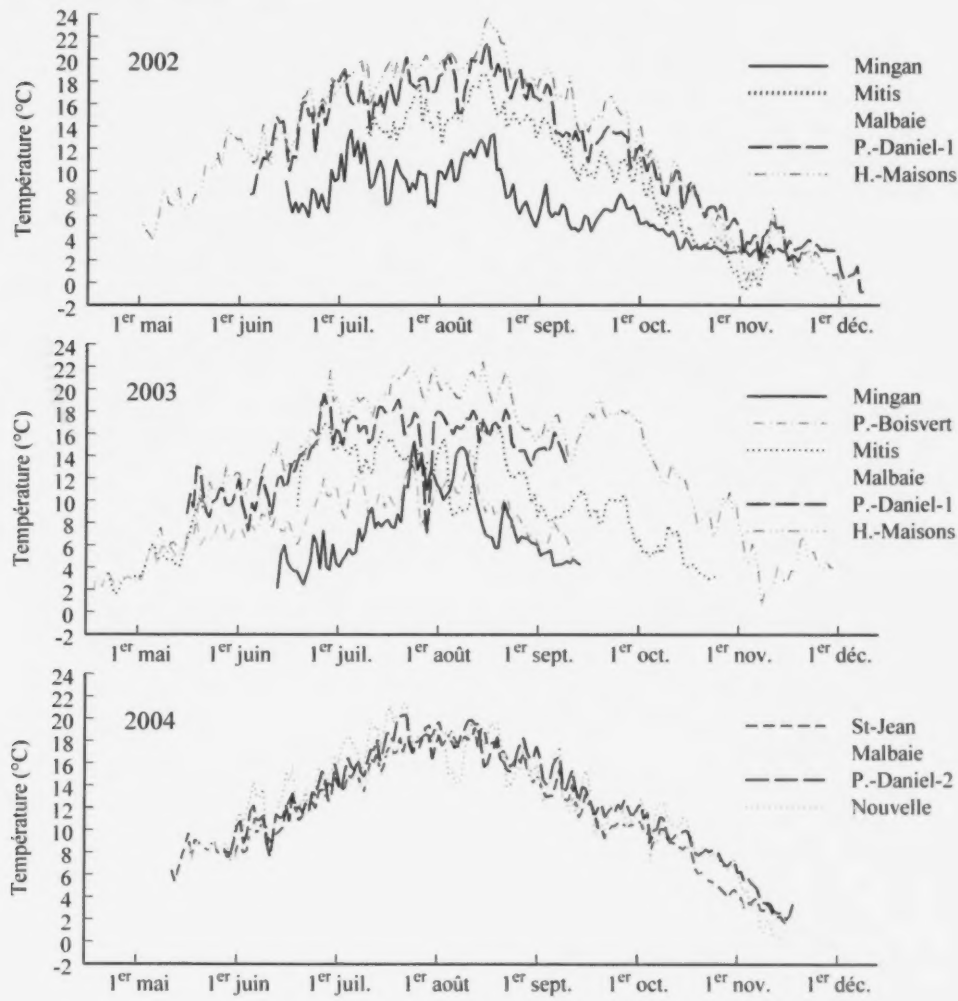 24
22
20
18
16
14
12
10
8
6
4
2
0
-2
Température (°C)
2002
Mingan
Mitis
Malbaie
P.-Daniel-1
H.-Maisons
1er mai 1er juin 1er juil. 1er août 1er sept. 1er oct. 1er nov. 1er déc.
24
22
20
18
16
14
12
10
8
6
4
2
0
-2
Température (°C)
2003
Mingan
P.-Boisvert
Mitis
Malbaie
P.-Daniel-1
H.-Maisons
1er mai 1er juin 1er juil. 1er août 1er sept. 1er oct. 1er nov. 1er déc.
24
22
20
18
16
14
12
10
8
6
4
2
0
-2
Température (°C)
2004
St-Jean
Malbaie
P.-Daniel-2
Nouvelle
1er mai 1er juin 1er juil. 1er août 1er sept. 1er oct. 1er nov. 1er déc.